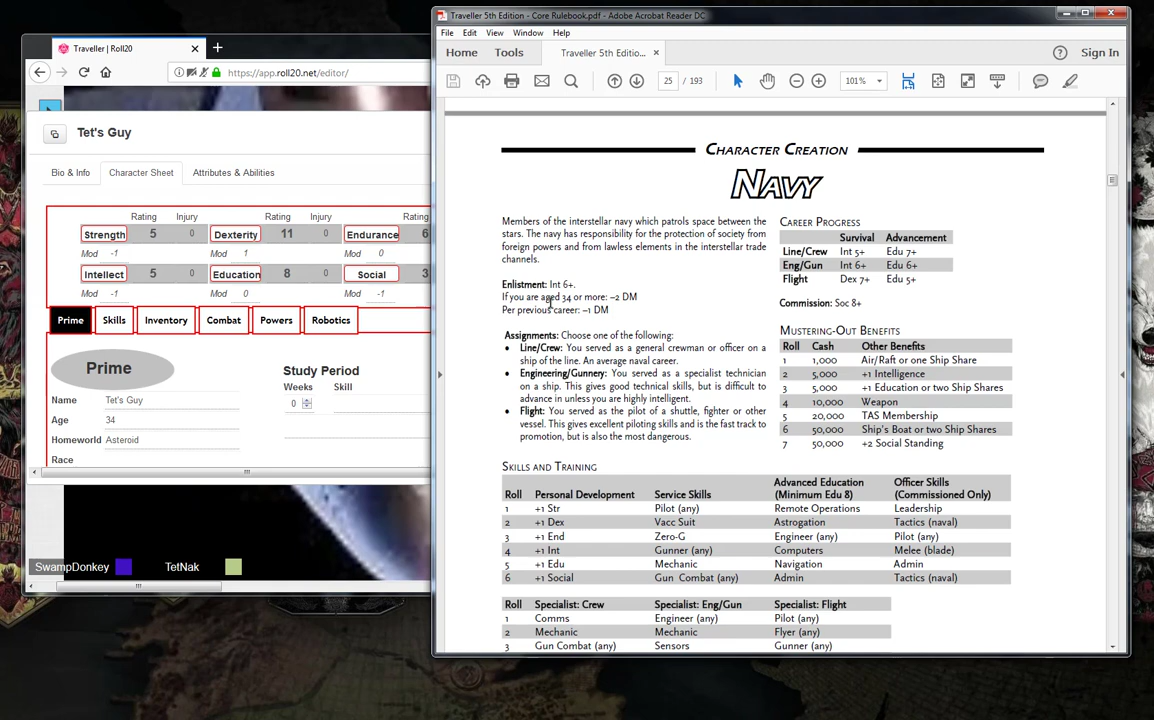 Traveller 5th Edition - Core Rulebook.pdf - Adobe Acrobat Reader DC
File Edit View Window Help
Home Tools Traveller 5th Editio... × Sign In
25 / 193 101%
Traveller | Roll20 ×
https://app.roll20.net/editor/
Tet's Guy
Bio & Info Character Sheet Attributes & Abilities
Rating Injury Rating Injury Rating
Strength 5 0 Dexterity 11 0 Endurance 6
Mod -1 Mod 1 Mod 0
Intellect 5 0 Education 8 0 Social 3
Mod -1 Mod 0 Mod -1
Prime Skills Inventory Combat Powers Robotics
Prime
Study Period
Weeks Skill
0
Name Tet's Guy
Age 34
Homeworld Asteroid
Race
SwampDonkey TetNak
Character Creation
Navy
Members of the interstellar navy which patrols space between the
stars. The navy has responsibility for the protection of society from
foreign powers and from lawless elements in the interstellar trade
channels.
Enlistment: Int 6+.
If you are aged 34 or more: –2 DM
Per previous career: –1 DM
Assignments: Choose one of the following:
• Line/Crew: You served as a general crewman or officer on a
ship of the line. An average naval career.
• Engineering/Gunnery: You served as a specialist technician
on a ship. This gives good technical skills, but is difficult to
advance in unless you are highly intelligent.
• Flight: You served as the pilot of a shuttle, fighter or other
vessel. This gives excellent piloting skills and is the fast track to
promotion, but is also the most dangerous.
Career Progress
Survival Advancement
Line/Crew Int 5+ Edu 7+
Eng/Gun Int 6+ Edu 6+
Flight Dex 7+ Edu 5+
Commission: Soc 8+
Mustering-Out Benefits
Roll Cash Other Benefits
1 1,000 Air/Raft or one Ship Share
2 5,000 +1 Intelligence
3 5,000 +1 Education or two Ship Shares
4 10,000 Weapon
5 20,000 TAS Membership
6 50,000 Ship's Boat or two Ship Shares
7 50,000 +2 Social Standing
Skills and Training
Advanced Education Officer Skills
Roll Personal Development Service Skills (Minimum Edu 8) (Commissioned Only)
1 +1 Str Pilot (any) Remote Operations Leadership
2 +1 Dex Vacc Suit Astrogation Tactics (naval)
3 +1 End Zero-G Engineer (any) Pilot (any)
4 +1 Int Gunner (any) Computers Melee (blade)
5 +1 Edu Mechanic Navigation Admin
6 +1 Social Gun Combat (any) Admin Tactics (naval)
Roll Specialist: Crew Specialist: Eng/Gun Specialist: Flight
1 Comms Engineer (any) Pilot (any)
2 Mechanic Mechanic Flyer (any)
3 Gun Combat (any) Sensors Gunner (any)